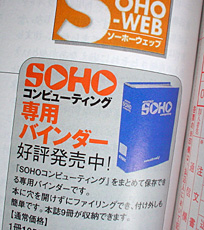 SOHO
-WEB
ソーホーウェッブ
SOHO
コンピューティング
専用
バインダー
好評発売中!
「SOHOコンピューティング」をまとめて保存でき
る専用バインダーです。
本に穴を開けずにファイリングでき、付け外しも
簡単です。本誌9冊が収納できます。
【通常価格】